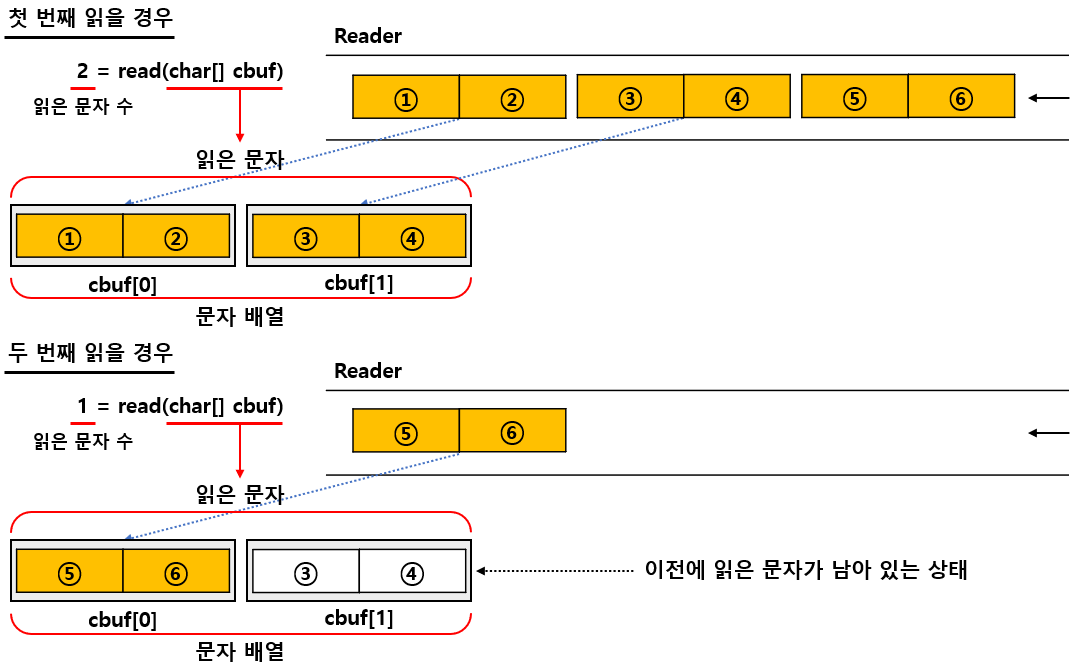 첫 번째 읽을 경우
Reader
2 = read(char[] cbuf)
읽은 문자 수
① ② ③ ④ ⑤ ⑥
읽은 문자
① ② ③ ④
cbuf[0] cbuf[1]
문자 배열
두 번째 읽을 경우
Reader
1 = read(char[] cbuf)
읽은 문자 수
⑤ ⑥
읽은 문자
⑤ ⑥ ③ ④
이전에 읽은 문자가 남아 있는 상태
cbuf[0] cbuf[1]
문자 배열